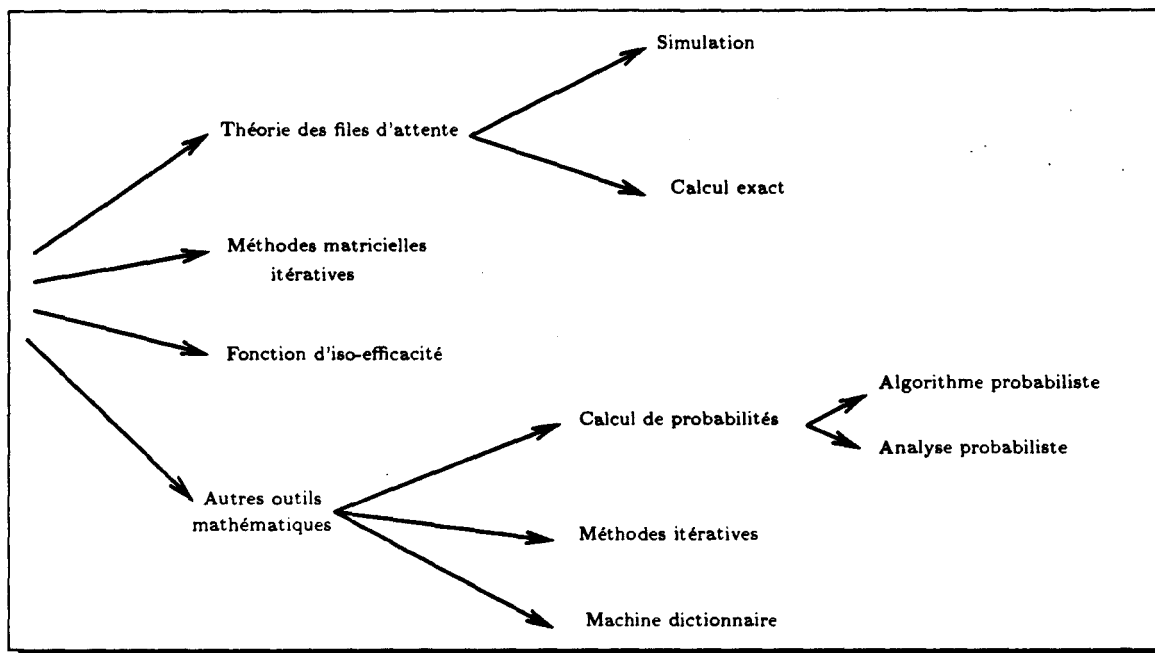 Simulation
Théorie des files d'attente
Calcul exact
Méthodes matricielles
itératives
Fonction d'iso-efficacité
Algorithme probabiliste
Calcul de probabilités
Analyse probabiliste
Autres outils
mathématiques
Méthodes itératives
Machine dictionnaire